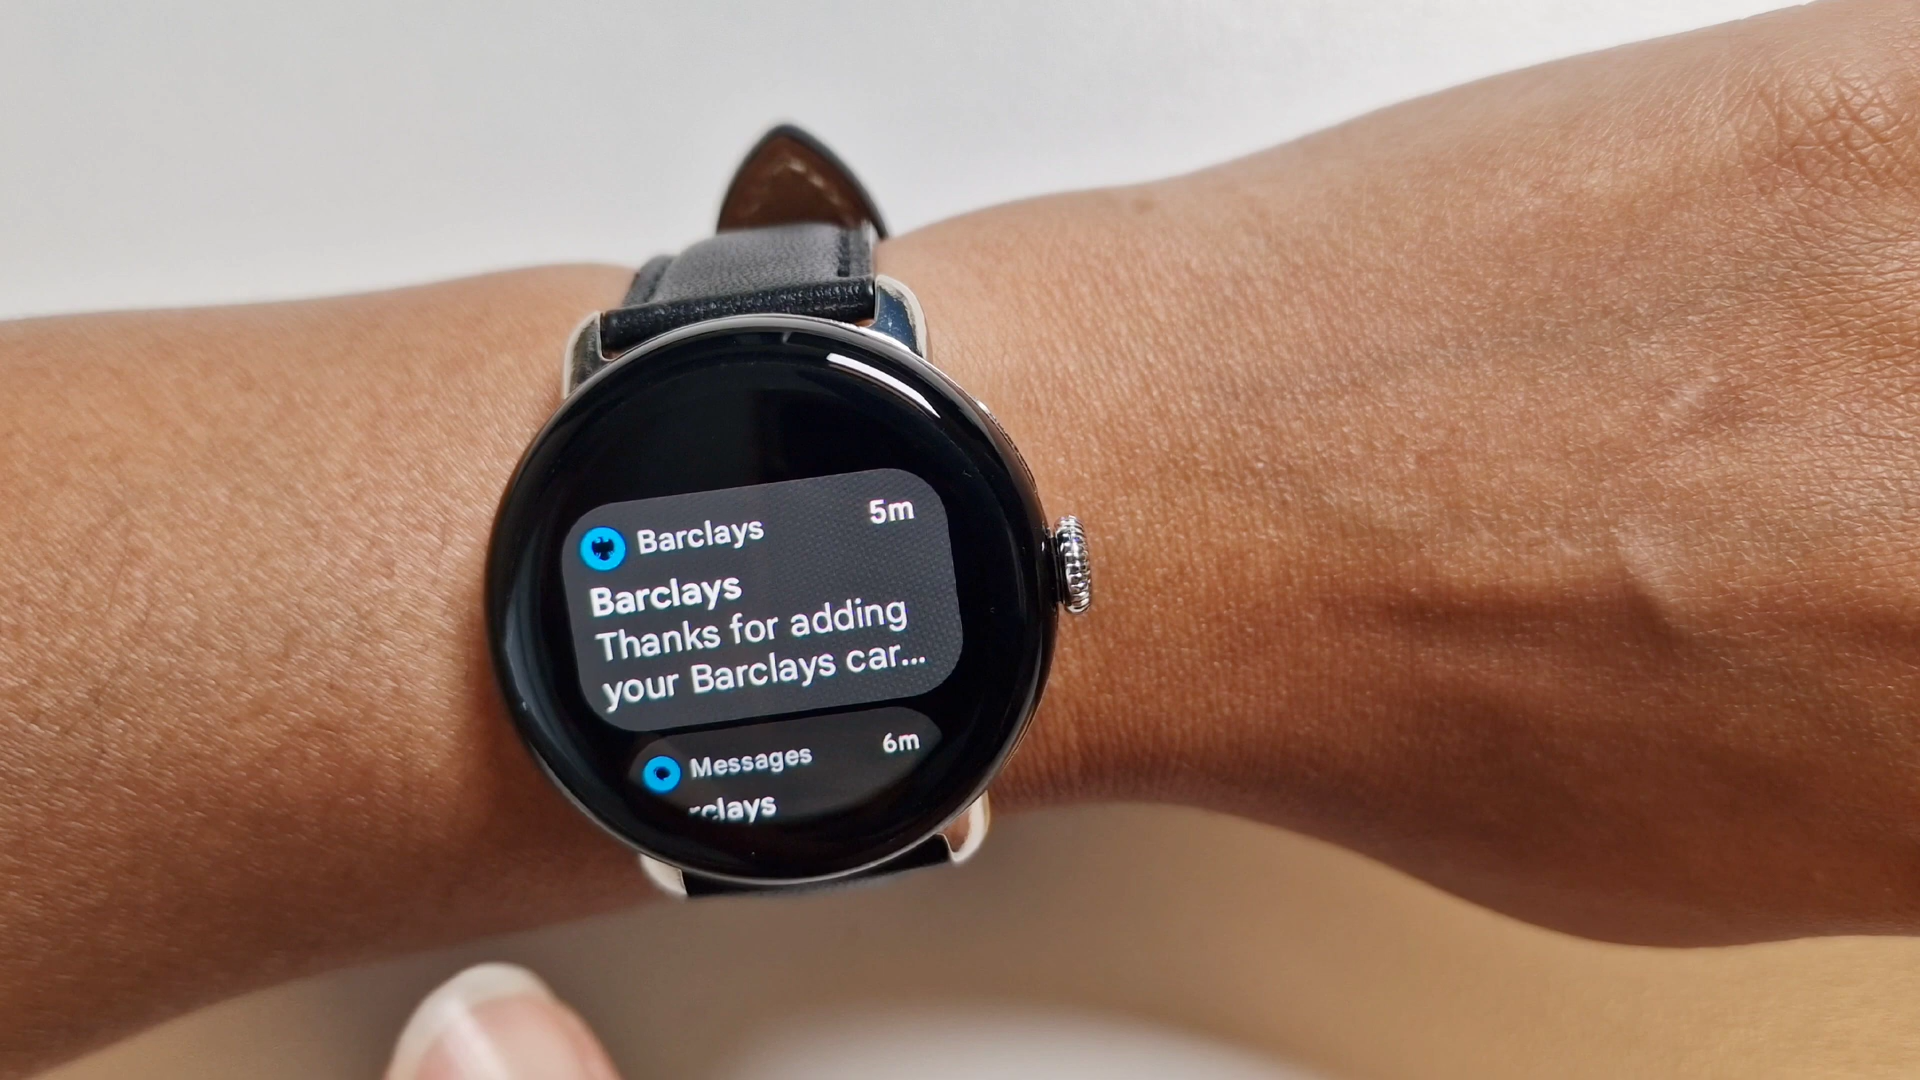 Barclays 5m
Barclays
Thanks for adding
your Barclays car...
Messages 6m
rclays